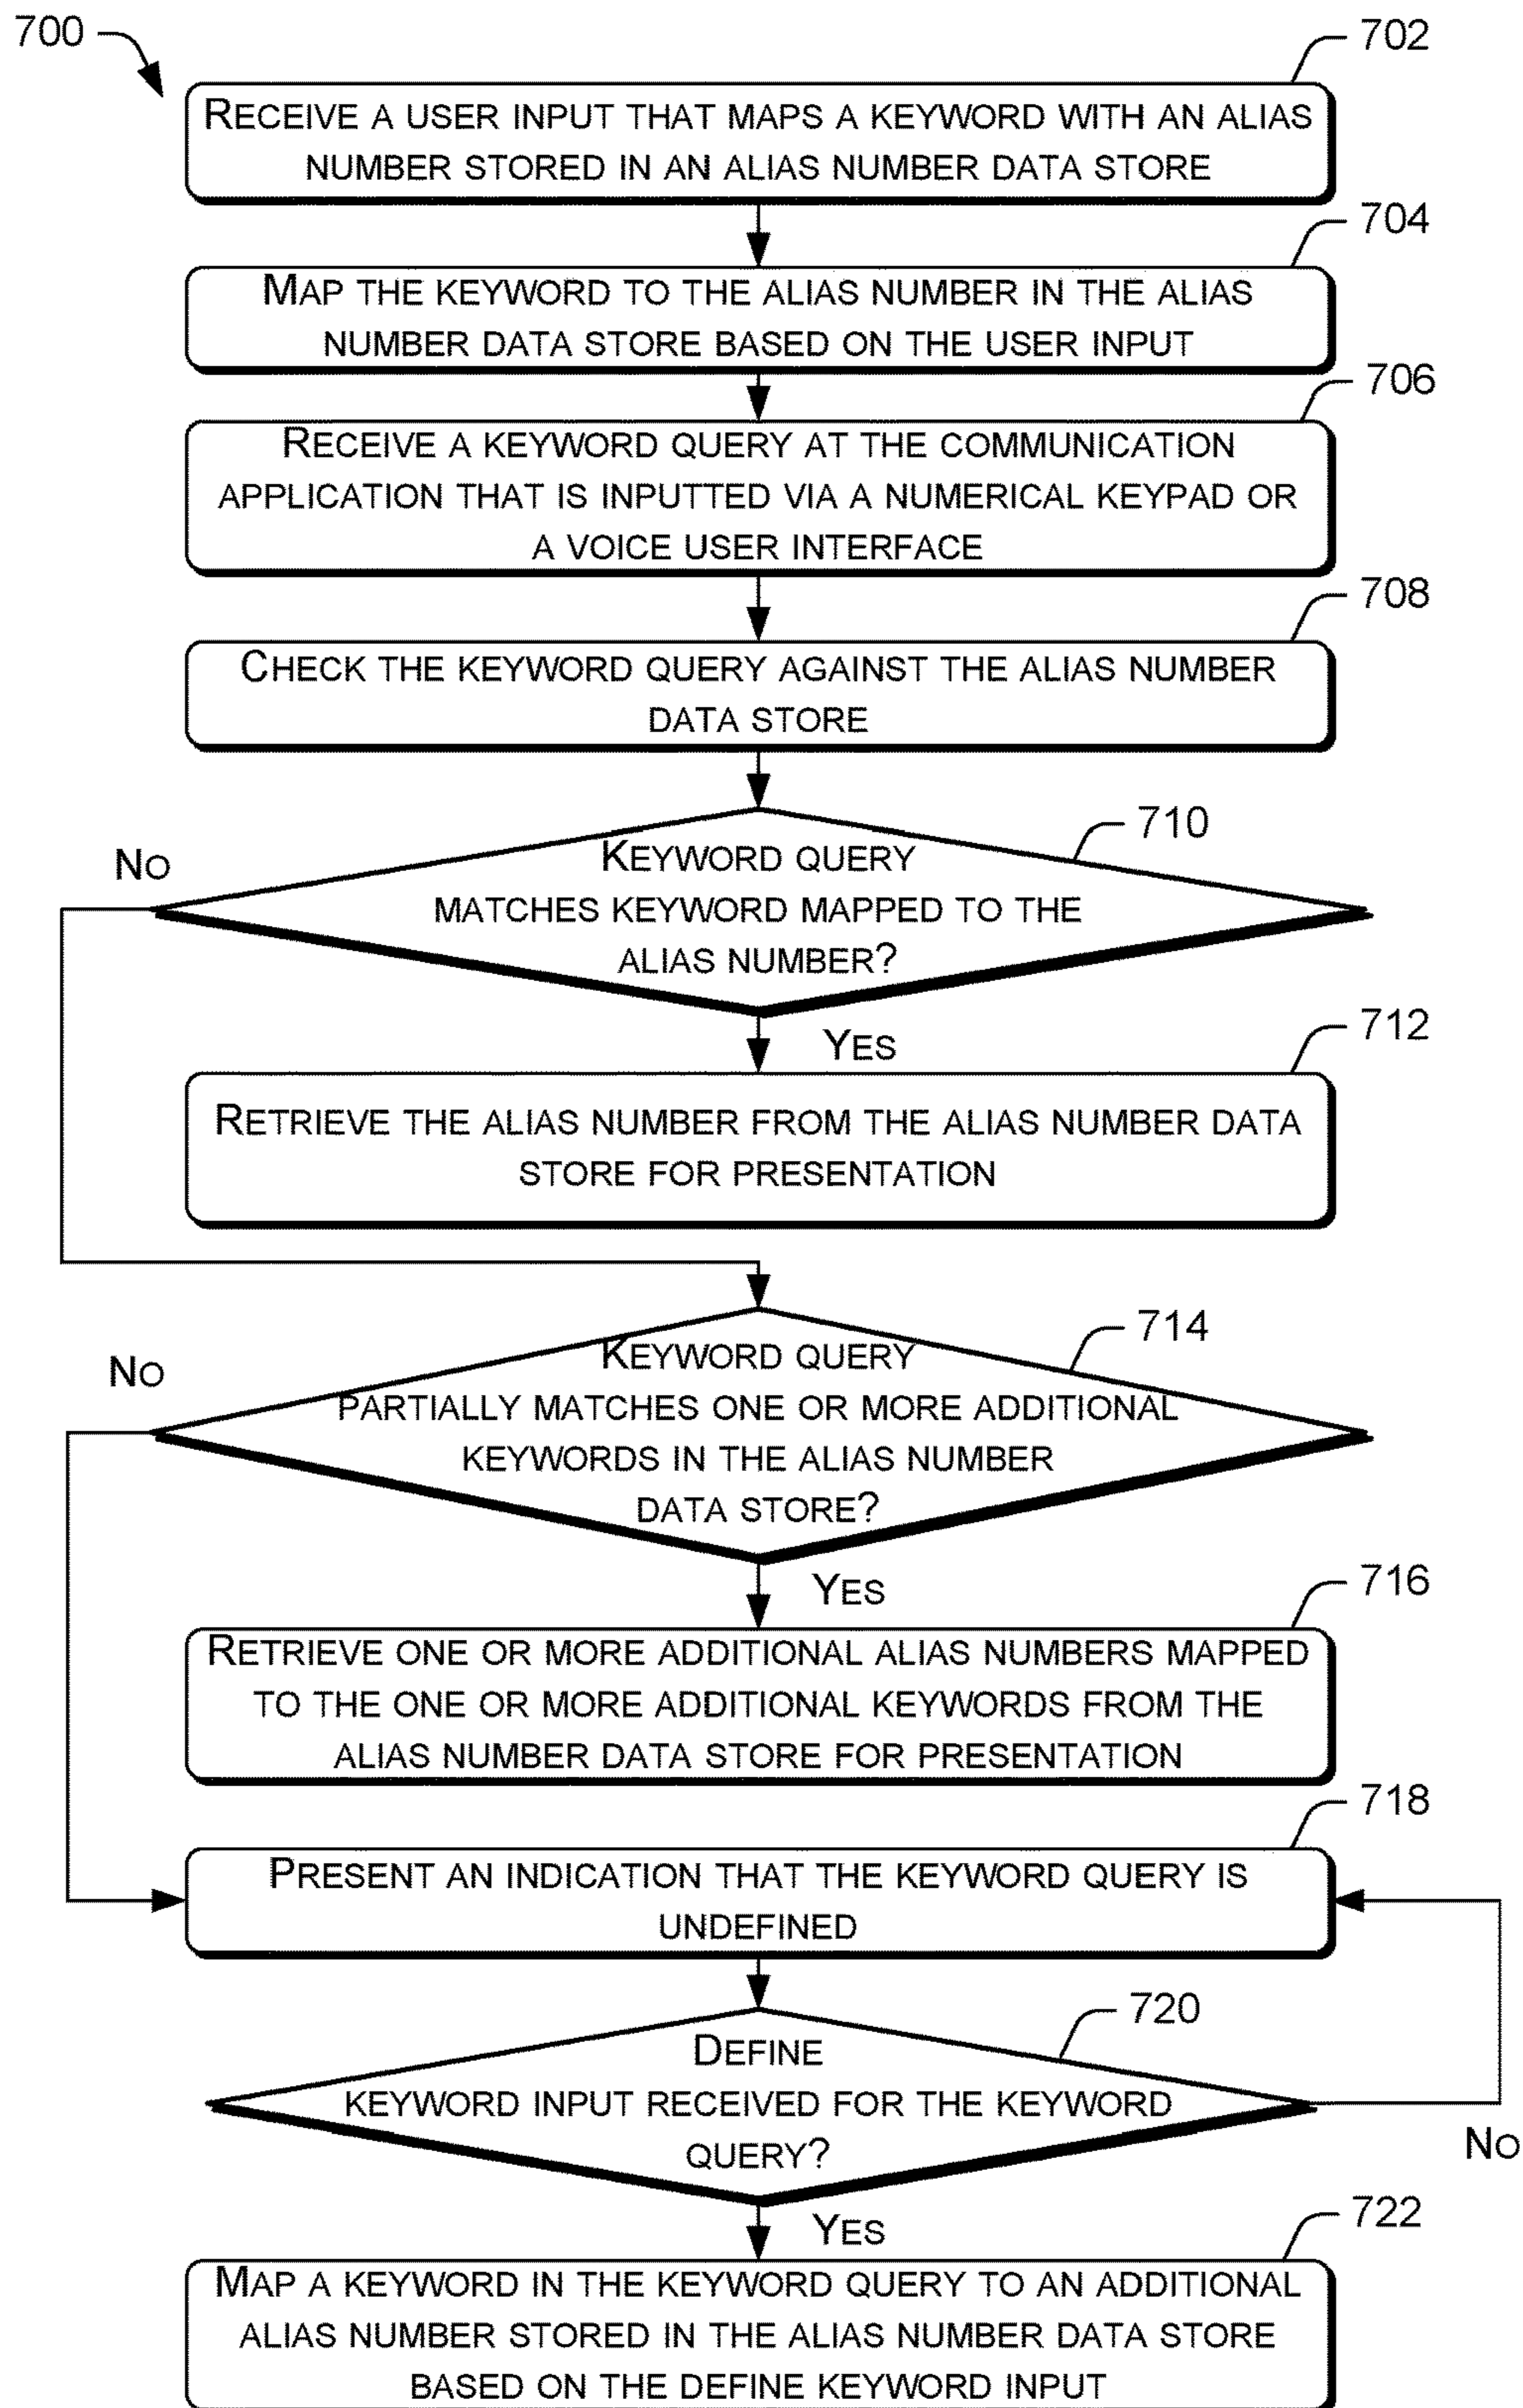 700
702
RECEIVE A USER INPUT THAT MAPS A KEYWORD WITH AN ALIAS
NUMBER STORED IN AN ALIAS NUMBER DATA STORE
704
MAP THE KEYWORD TO THE ALIAS NUMBER IN THE ALIAS
NUMBER DATA STORE BASED ON THE USER INPUT
706
RECEIVE A KEYWORD QUERY AT THE COMMUNICATION
APPLICATION THAT IS INPUTTED VIA A NUMERICAL KEYPAD OR
A VOICE USER INTERFACE
708
CHECK THE KEYWORD QUERY AGAINST THE ALIAS NUMBER
DATA STORE
710
NO
KEYWORD QUERY
MATCHES KEYWORD MAPPED TO THE
ALIAS NUMBER?
YES
712
RETRIEVE THE ALIAS NUMBER FROM THE ALIAS NUMBER DATA
STORE FOR PRESENTATION
714
NO
KEYWORD QUERY
PARTIALLY MATCHES ONE OR MORE ADDITIONAL
KEYWORDS IN THE ALIAS NUMBER
DATA STORE?
YES
716
RETRIEVE ONE OR MORE ADDITIONAL ALIAS NUMBERS MAPPED
TO THE ONE OR MORE ADDITIONAL KEYWORDS FROM THE
ALIAS NUMBER DATA STORE FOR PRESENTATION
718
PRESENT AN INDICATION THAT THE KEYWORD QUERY IS
UNDEFINED
720
DEFINE
KEYWORD INPUT RECEIVED FOR THE KEYWORD
QUERY?
NO
YES
722
MAP A KEYWORD IN THE KEYWORD QUERY TO AN ADDITIONAL
ALIAS NUMBER STORED IN THE ALIAS NUMBER DATA STORE
BASED ON THE DEFINE KEYWORD INPUT